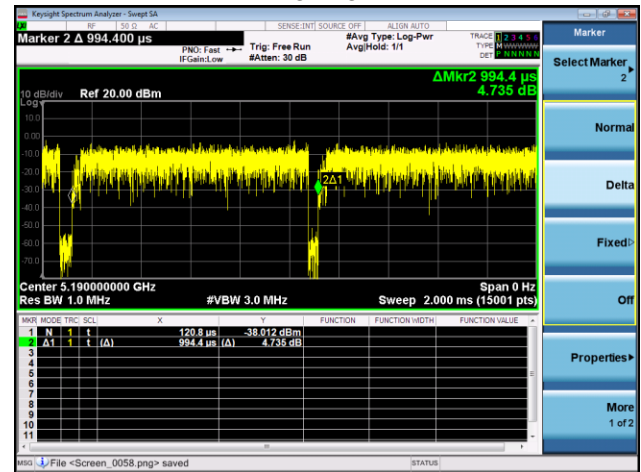 Keysight Spectrum Analyzer - Swept SA
RF 50 Ω AC SENSE:INT SOURCE OFF ALIGN AUTO
Marker 2 Δ 994.400 µs
PNO: Fast
IFGain:Low
Trig: Free Run
#Atten: 30 dB
#Avg Type: Log-Pwr
Avg|Hold: 1/1
TRACE 1 2 3 4 5 6
TYPE M W W W W W
DET P N N N N N
ΔMkr2 994.4 µs
4.735 dB
10 dB/div Ref 20.00 dBm
Log
10.0
0.00
-10.0
-20.0
-30.0
-40.0
-50.0
-60.0
-70.0
2Δ1
Center 5.190000000 GHz Span 0 Hz
Res BW 1.0 MHz #VBW 3.0 MHz Sweep 2.000 ms (15001 pts)
MKR MODE TRC SCL X Y FUNCTION FUNCTION WIDTH FUNCTION VALUE
1 N 1 t 120.8 µs -38.012 dBm
2 Δ1 1 t (Δ) 994.4 µs (Δ) 4.735 dB
3
4
5
6
7
8
9
10
11
MSG File <Screen_0058.png> saved STATUS
Marker
Select Marker
2
Normal
Delta
Fixed
Off
Properties
More
1 of 2